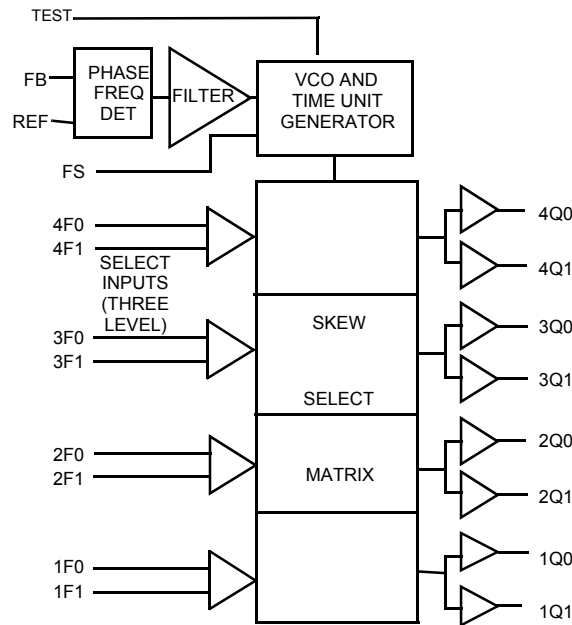 TEST
FB
REF
PHASE
FREQ
DET
FILTER
VCO AND
TIME UNIT
GENERATOR
FS
4F0
4F1
SELECT
INPUTS
(THREE
LEVEL)
3F0
3F1
2F0
2F1
1F0
1F1
SKEW
SELECT
MATRIX
4Q0
4Q1
3Q0
3Q1
2Q0
2Q1
1Q0
1Q1